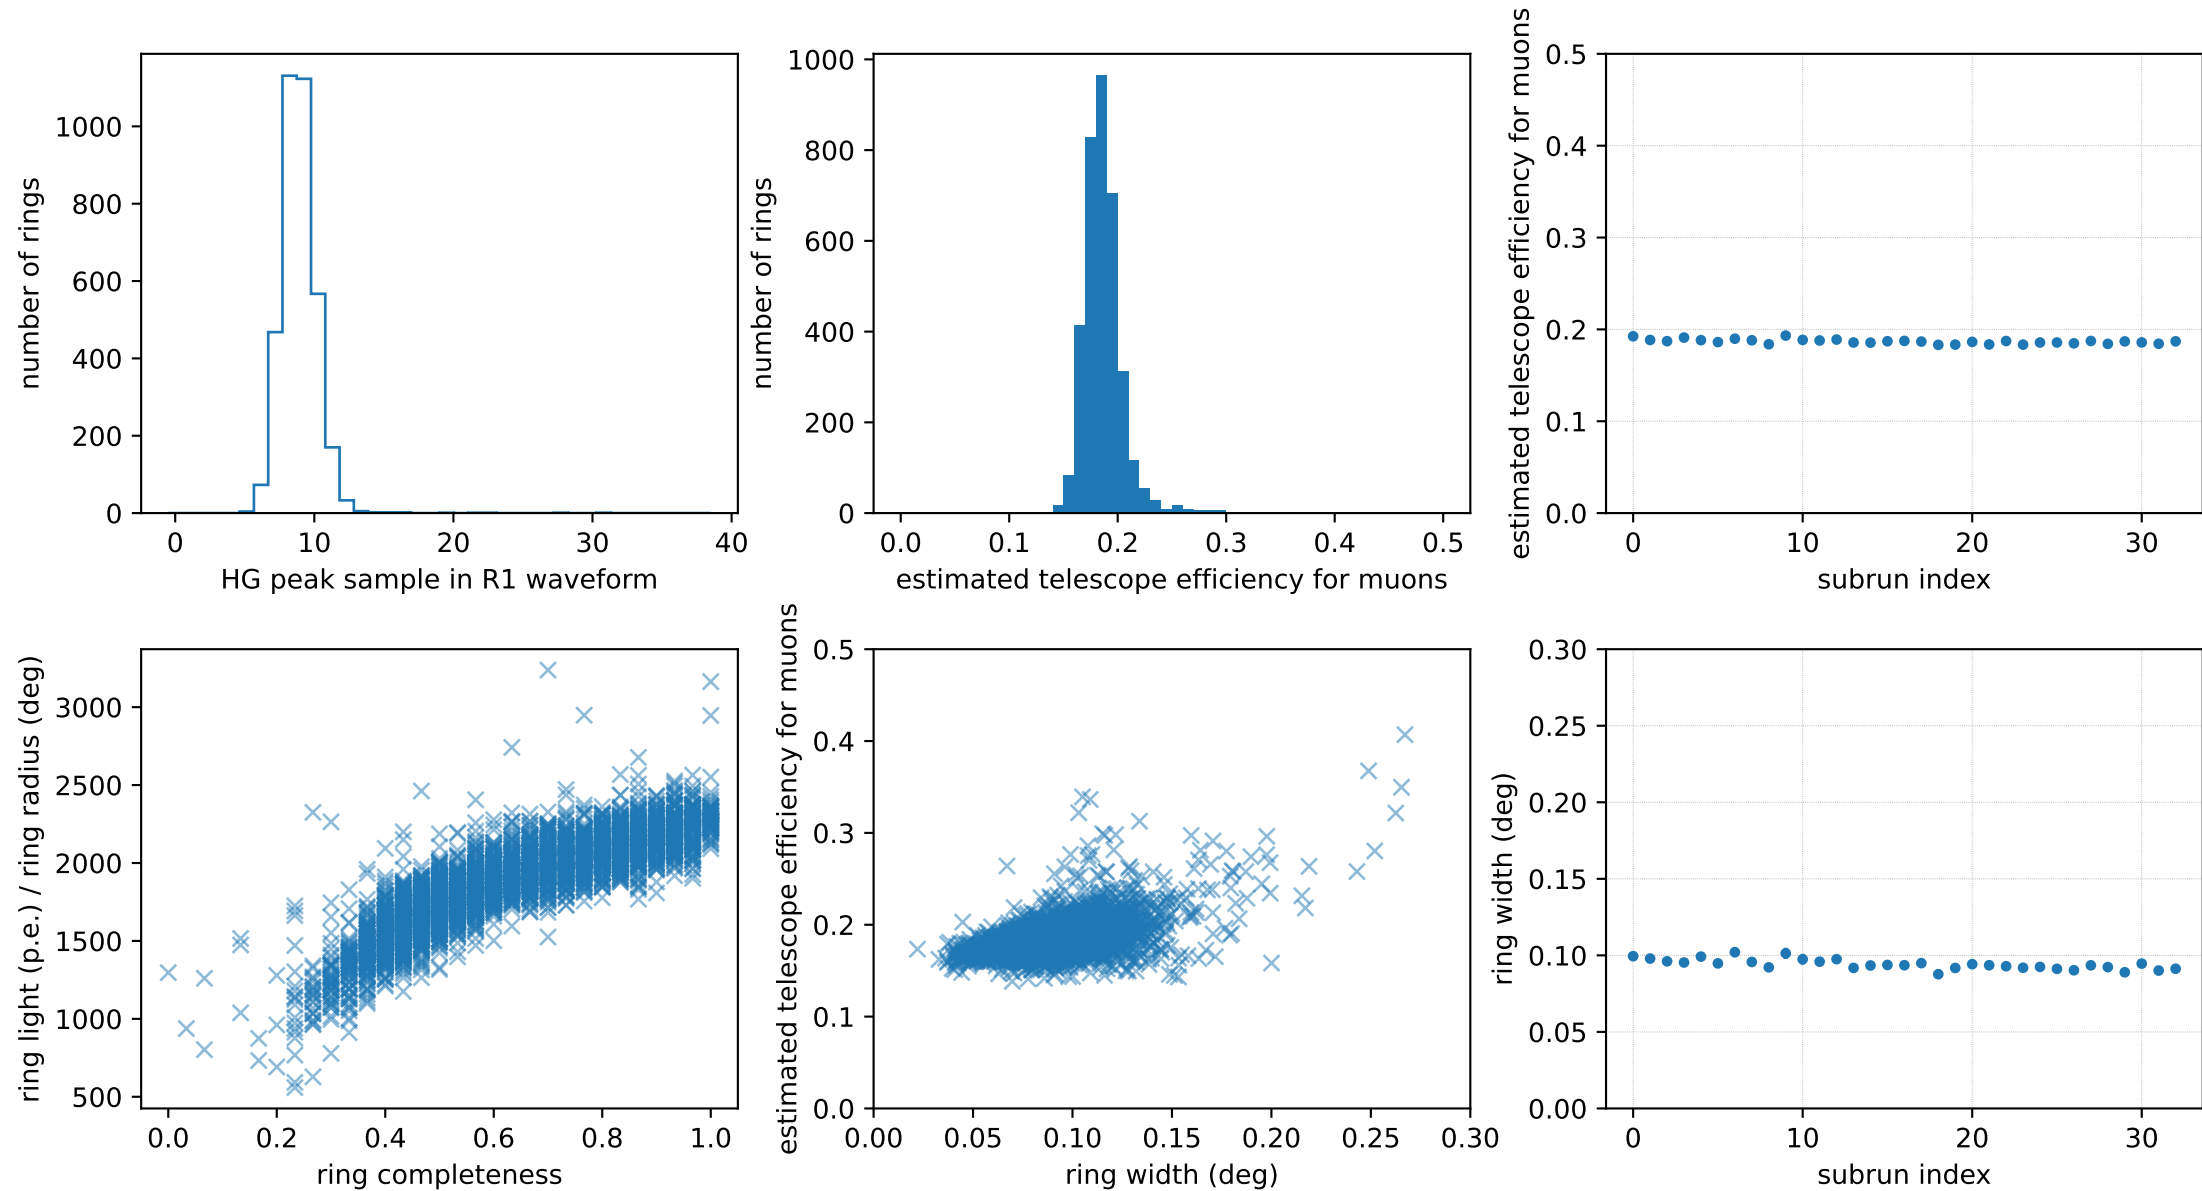 number of rings
1000
800
600
400
200
0
0 10 20 30 40
HG peak sample in R1 waveform
number of rings
1000
800
600
400
200
0
0.0 0.1 0.2 0.3 0.4 0.5
estimated telescope efficiency for muons
estimated telescope efficiency for muons
0.5
0.4
0.3
0.2
0.1
0.0
0 10 20 30
subrun index
ring light (p.e.) / ring radius (deg)
3000
2500
2000
1500
1000
500
0.0 0.2 0.4 0.6 0.8 1.0
ring completeness
estimated telescope efficiency for muons
0.5
0.4
0.3
0.2
0.1
0.0
0.00 0.05 0.10 0.15 0.20 0.25 0.30
ring width (deg)
ring width (deg)
0.30
0.25
0.20
0.15
0.10
0.05
0.00
0 10 20 30
subrun index